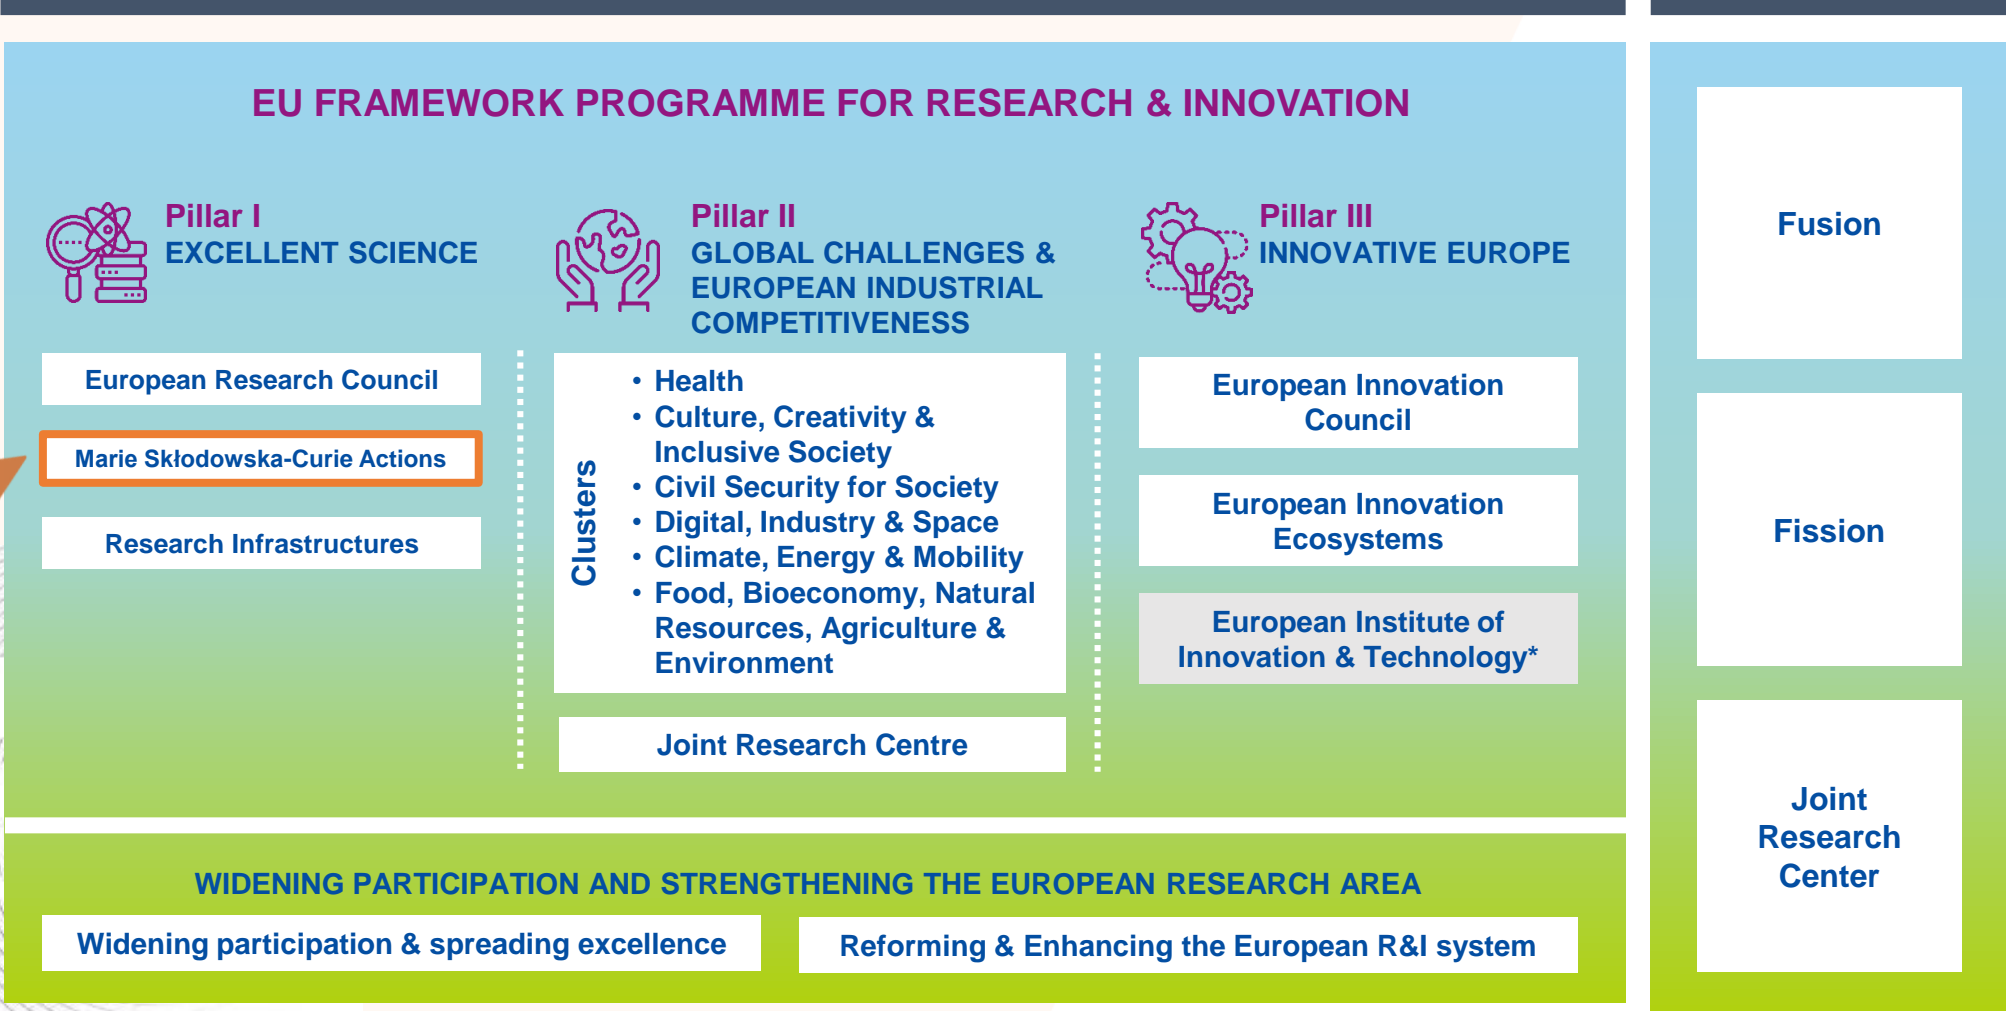 EU FRAMEWORK PROGRAMME FOR RESEARCH & INNOVATION
Pillar I
EXCELLENT SCIENCE
European Research Council
Marie Skłodowska-Curie Actions
Research Infrastructures
Pillar II
GLOBAL CHALLENGES &
EUROPEAN INDUSTRIAL
COMPETITIVENESS
Clusters
• Health
• Culture, Creativity &
Inclusive Society
• Civil Security for Society
• Digital, Industry & Space
• Climate, Energy & Mobility
• Food, Bioeconomy, Natural
Resources, Agriculture &
Environment
Joint Research Centre
Pillar III
INNOVATIVE EUROPE
European Innovation
Council
European Innovation
Ecosystems
European Institute of
Innovation & Technology*
WIDENING PARTICIPATION AND STRENGTHENING THE EUROPEAN RESEARCH AREA
Widening participation & spreading excellence
Reforming & Enhancing the European R&I system
Fusion
Fission
Joint
Research
Center